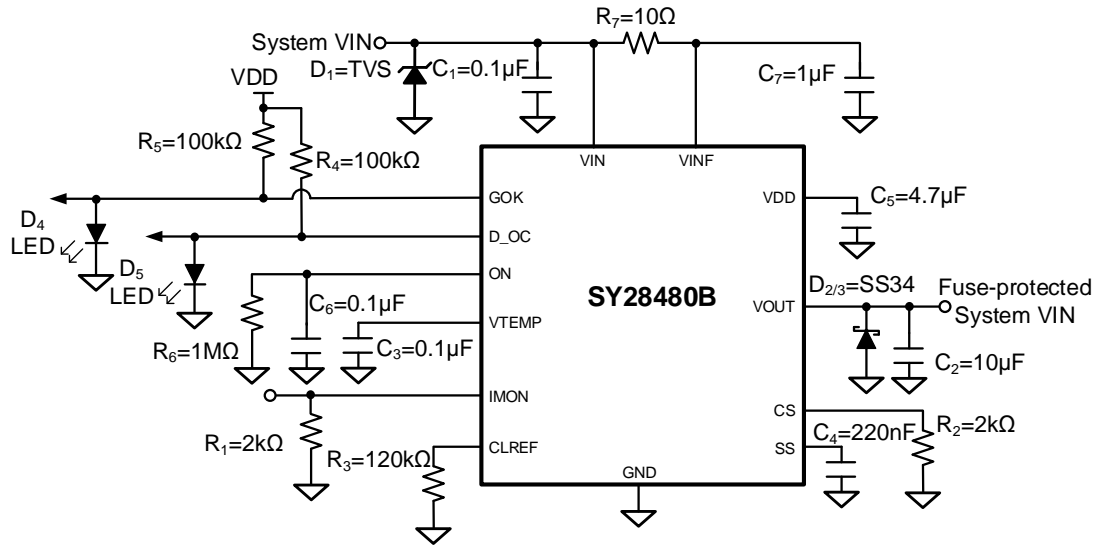 R₇=10Ω
System VIN
D₁=TVS
C₁=0.1µF
C₇=1µF
VDD
R₅=100kΩ
R₄=100kΩ
VIN
VINF
GOK
VDD
C₅=4.7µF
D₄
LED
D_OC
D₅
LED
ON
SY28480B
D₂/₃=SS34
Fuse-protected
System VIN
C₆=0.1µF
VOUT
VTEMP
R₆=1MΩ
C₃=0.1µF
C₂=10µF
IMON
CS
R₁=2kΩ
C₄=220nF
R₂=2kΩ
R₃=120kΩ
CLREF
SS
GND